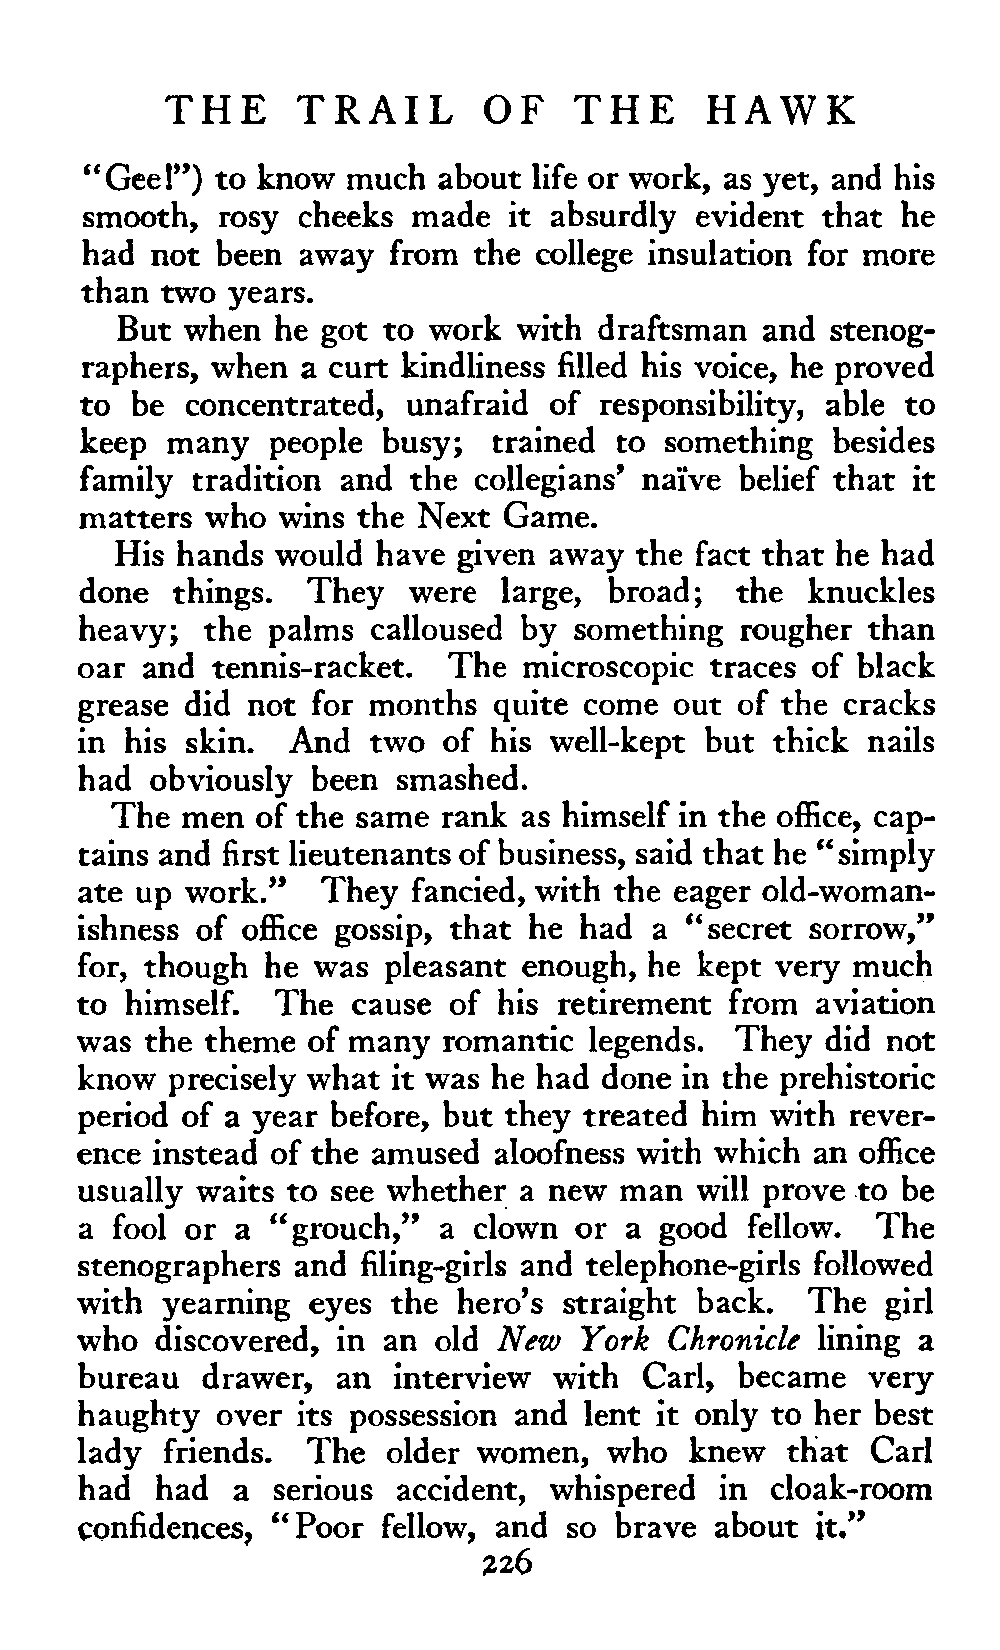 THE TRAIL OF THE HAWK
"Gee!") to know much about life or work, as yet, and his
smooth, rosy cheeks made it absurdly evident that he
had not been away from the college insulation for more
than two years.
But when he got to work with draftsman and stenog-
raphers, when a curt kindliness filled his voice, he proved
to be concentrated, unafraid of responsibility, able to
keep many people busy; trained to something besides
family tradition and the collegians' naïve belief that it
matters who wins the Next Game.
His hands would have given away the fact that he had
done things. They were large, broad; the knuckles
heavy; the palms calloused by something rougher than
oar and tennis-racket. The microscopic traces of black
grease did not for months quite come out of the cracks
in his skin. And two of his well-kept but thick nails
had obviously been smashed.
The men of the same rank as himself in the office, cap-
tains and first lieutenants of business, said that he "simply
ate up work." They fancied, with the eager old-woman-
ishness of office gossip, that he had a "secret sorrow,"
for, though he was pleasant enough, he kept very much
to himself. The cause of his retirement from aviation
was the theme of many romantic legends. They did not
know precisely what it was he had done in the prehistoric
period of a year before, but they treated him with rever-
ence instead of the amused aloofness with which an office
usually waits to see whether a new man will prove to be
a fool or a "grouch," a clown or a good fellow. The
stenographers and filing-girls and telephone-girls followed
with yearning eyes the hero's straight back. The girl
who discovered, in an old New York Chronicle lining a
bureau drawer, an interview with Carl, became very
haughty over its possession and lent it only to her best
lady friends. The older women, who knew that Carl
had had a serious accident, whispered in cloak-room
confidences, "Poor fellow, and so brave about it."
226